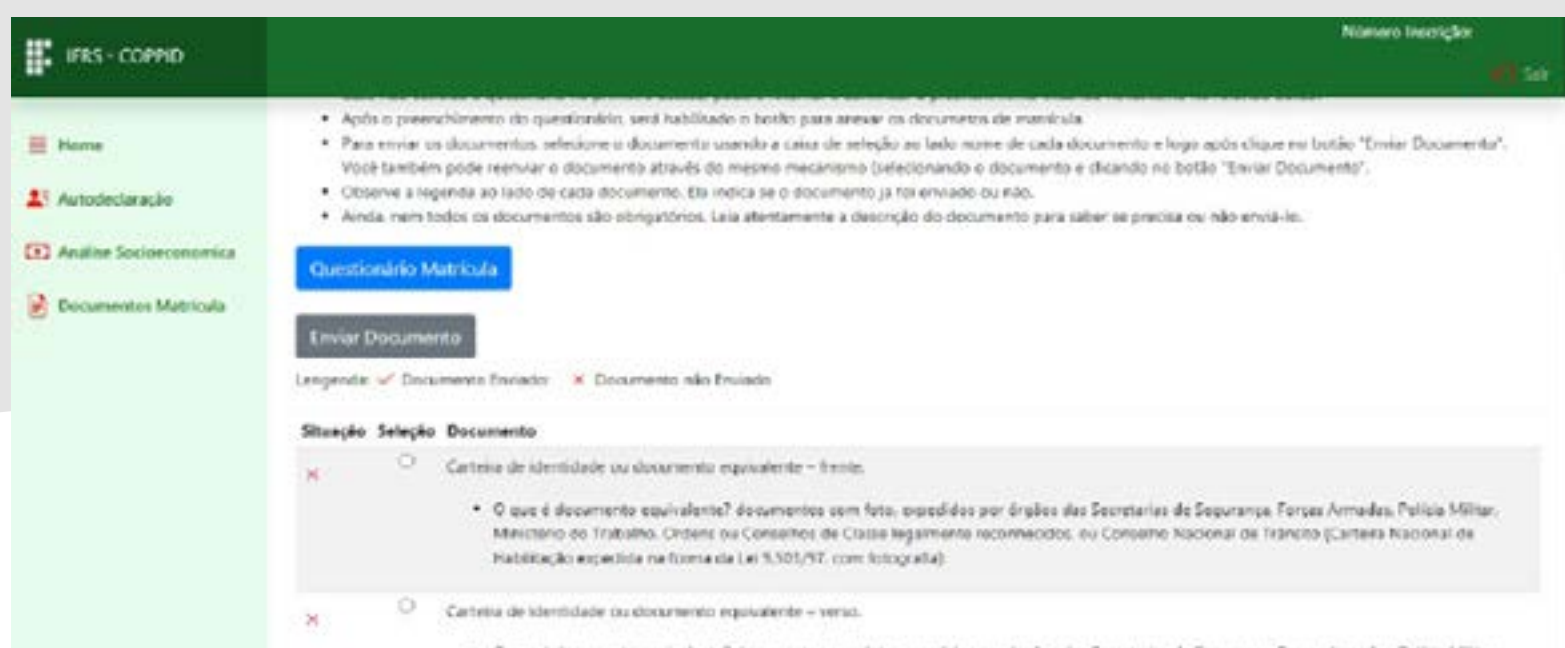 IFRS - COPPID
Número Inscrição:
Sair
Home
Autodeclaração
Análise Socioeconomica
Documentos Matricula
• Após o preenchimento do questionário, será habilitado o botão para anexar os documetos de matrícula.
• Para enviar os documentos, selecione o documento usando a caixa de seleção ao lado nome de cada documento e logo após clique no botão "Enviar Documento".
Você também pode reenviar o documento através do mesmo mecanismo (selecionando o documento e clicando no botão "Enviar Documento".
• Observe a legenda ao lado de cada documento. Ela indica se o documento já foi enviado ou não.
• Ainda, nem todos os documentos são obrigatórios. Leia atentamente a descrição do documento para saber se precisa ou não enviá-lo.
Questionário Matrícula
Enviar Documento
Lengenda: ✓ Documento Enviado ✕ Documento não Enviado
Situação Seleção Documento
Carteira de identidade ou documento equivalente – frente.
• O que é documento equivalente? documentos com foto, expedidos por órgãos das Secretarias de Segurança, Forças Armadas, Polícia Militar,
Ministério do Trabalho, Ordens ou Conselhos de Classe legalmente reconhecidos, ou Conselho Nacional de Trânsito (Carteira Nacional de
Habilitação expedida na forma da Lei 9.503/97, com fotografia)
Carteira de identidade ou documento equivalente – verso.